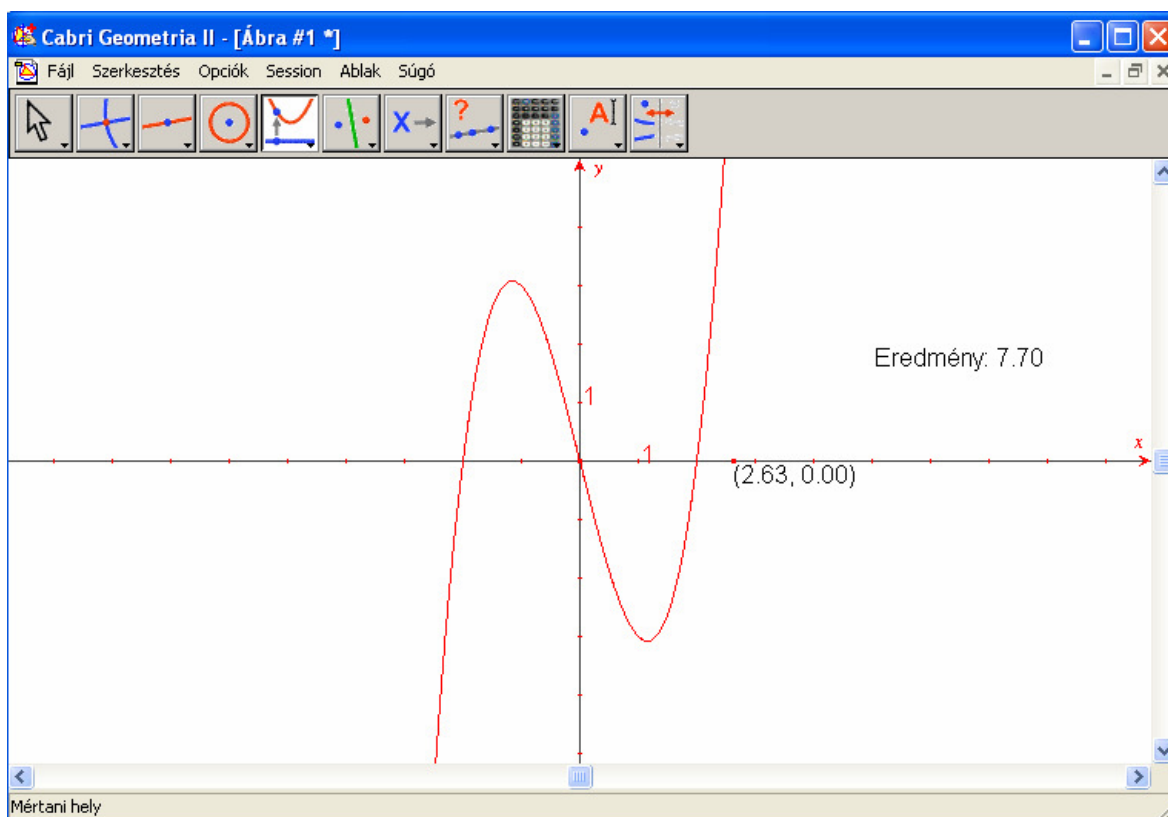 Cabri Geometria II - [Ábra #1 *]
Fájl Szerkesztés Opciók Session Ablak Súgó
? A X
y
Eredmény: 7.70
1
1
x
(2.63, 0.00)
Mértani hely